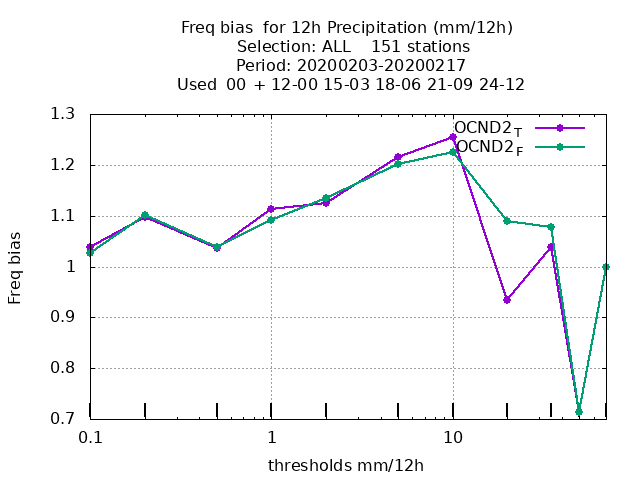 Freq bias  for 12h Precipitation (mm/12h)
Selection: ALL    151 stations
Period: 20200203-20200217
Used  00 + 12-00 15-03 18-06 21-09 24-12
OCND2T
OCND2F
1.3
1.2
1.1
1
0.9
0.8
0.7
Freq bias
0.1
1
10
thresholds mm/12h